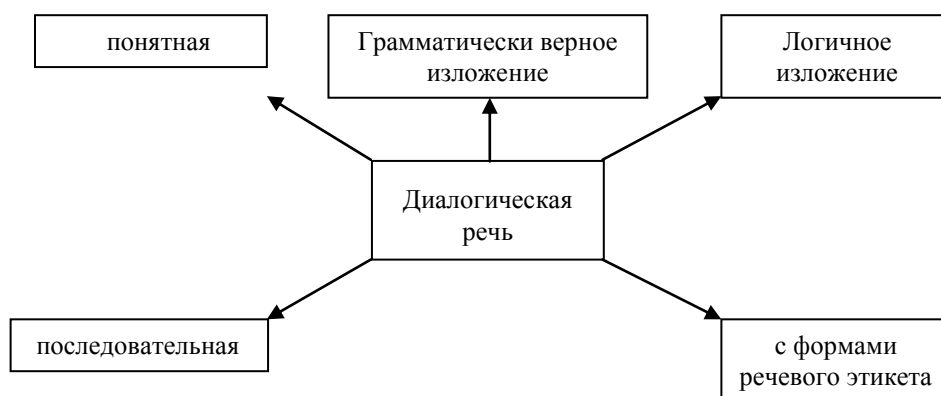 понятная
Грамматически верное
изложение
Логичное
изложение
Диалогическая
речь
последовательная
с формами
речевого этикета